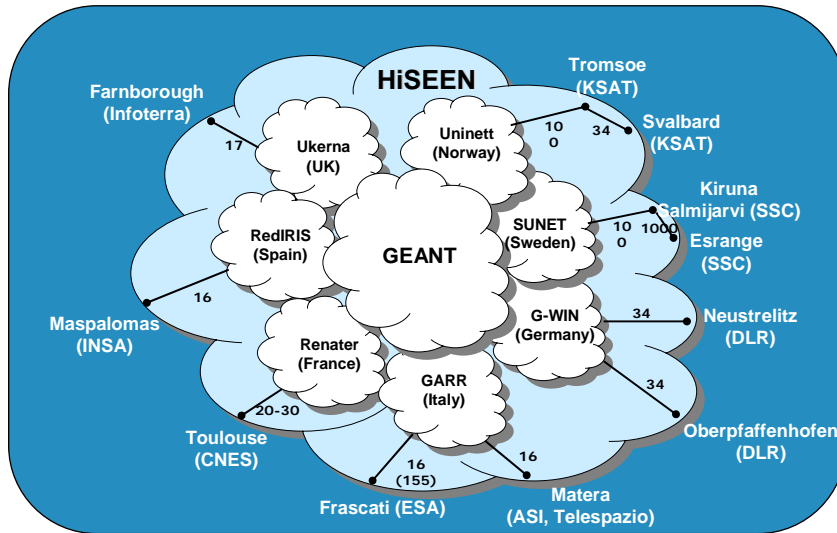 HiSEEN
Tromsoe
(KSAT)
Farnborough
(Infoterra)
Svalbard
(KSAT)
Ukerna
(UK)
Uninett
(Norway)
17
10
0
34
Kiruna
Salmijarvi (SSC)
RedIRIS
(Spain)
GEANT
SUNET
(Sweden)
10
0
1000
Esrange
(SSC)
16
Maspalomas
(INSA)
G-WIN
(Germany)
34
Neustrelitz
(DLR)
Renater
(France)
GARR
(Italy)
34
20-30
Toulouse
(CNES)
Oberpfaffenhofen
(DLR)
16
(155)
16
Frascati (ESA)
Matera
(ASI, Telespazio)